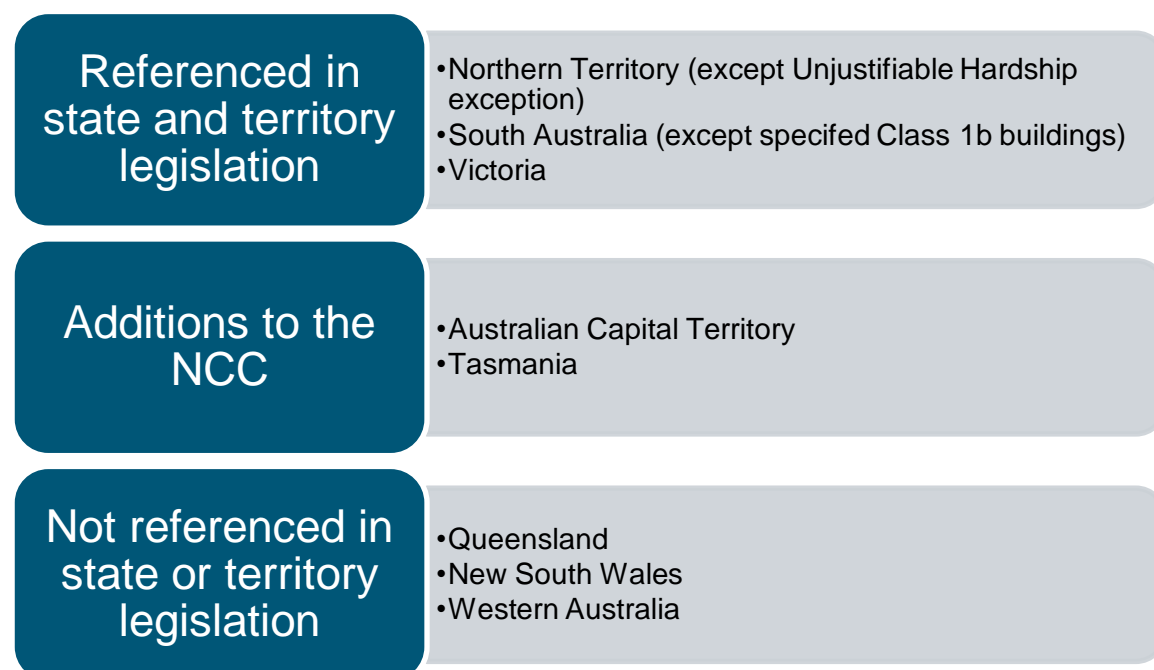 Referenced in
state and territory
legislation
•Northern Territory (except Unjustifiable Hardship
exception)
•South Australia (except specifed Class 1b buildings)
•Victoria
Additions to the
NCC
•Australian Capital Territory
•Tasmania
Not referenced in
state or territory
legislation
•Queensland
•New South Wales
•Western Australia